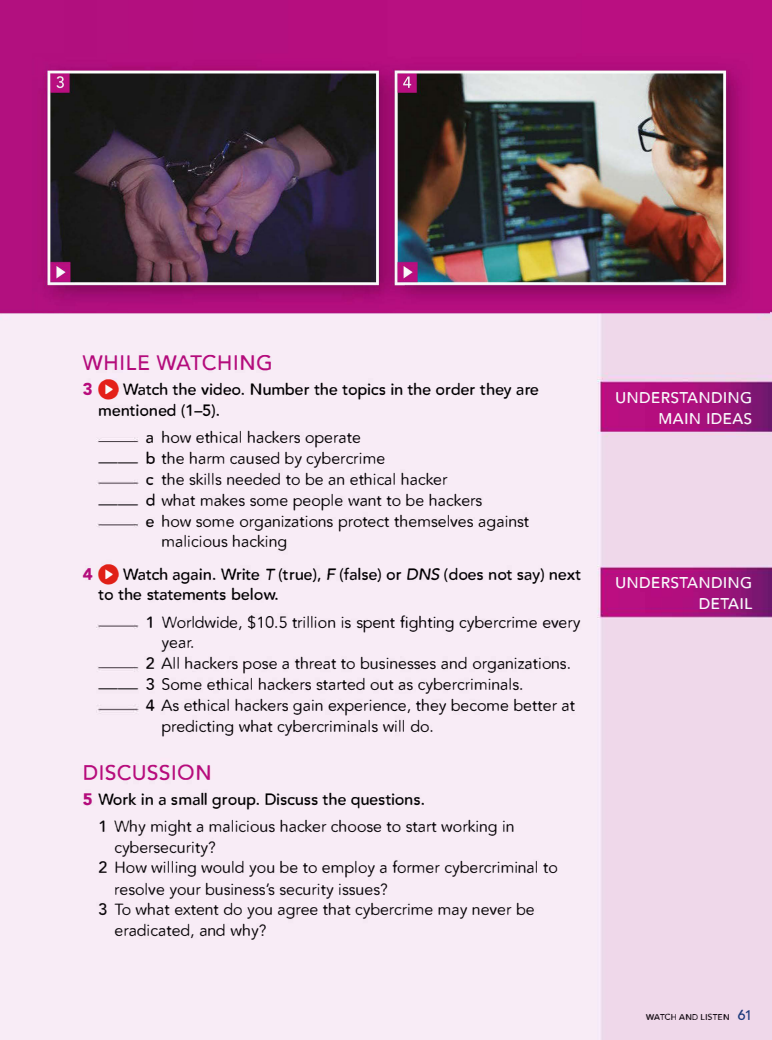 3
4
WHILE WATCHING
3 Watch the video. Number the topics in the order they are
mentioned (1–5).
_____ a how ethical hackers operate
_____ b the harm caused by cybercrime
_____ c the skills needed to be an ethical hacker
_____ d what makes some people want to be hackers
_____ e how some organizations protect themselves against
malicious hacking
UNDERSTANDING
MAIN IDEAS
4 Watch again. Write T (true), F (false) or DNS (does not say) next
to the statements below.
_____ 1 Worldwide, $10.5 trillion is spent fighting cybercrime every
year.
_____ 2 All hackers pose a threat to businesses and organizations.
_____ 3 Some ethical hackers started out as cybercriminals.
_____ 4 As ethical hackers gain experience, they become better at
predicting what cybercriminals will do.
UNDERSTANDING
DETAIL
DISCUSSION
5 Work in a small group. Discuss the questions.
1 Why might a malicious hacker choose to start working in
cybersecurity?
2 How willing would you be to employ a former cybercriminal to
resolve your business's security issues?
3 To what extent do you agree that cybercrime may never be
eradicated, and why?
WATCH AND LISTEN 61